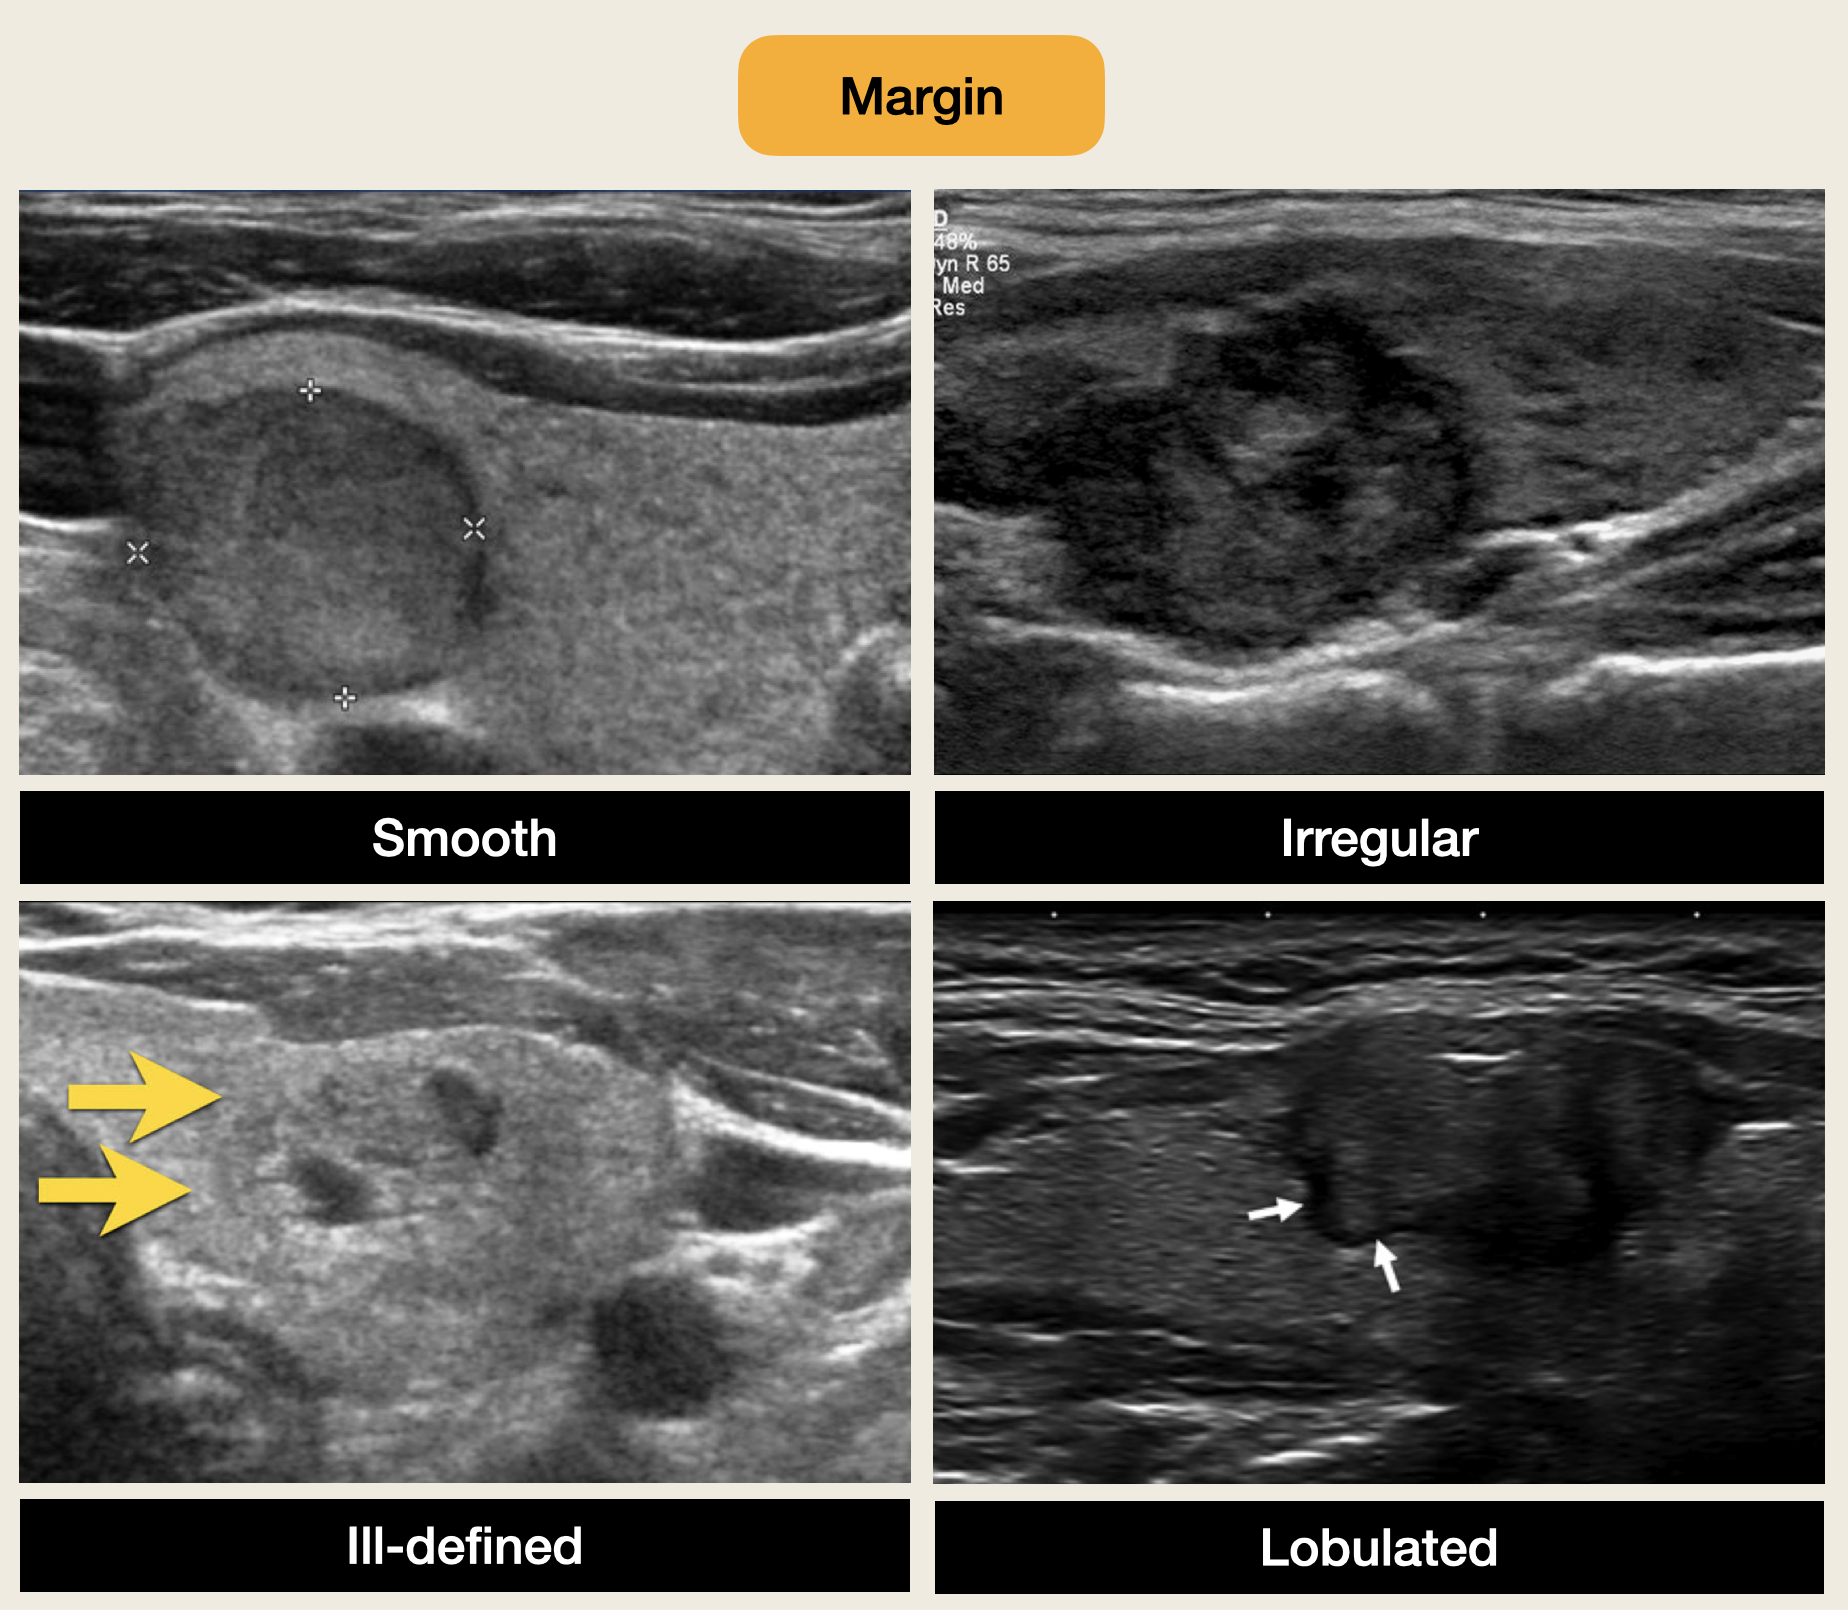 Margin
D
48%
yn R 65
Med
Res
Smooth
Irregular
Ill-defined
Lobulated